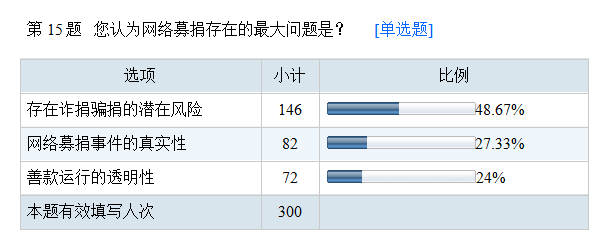 第 15 题 您认为网络募捐存在的最大问题是? [单选题]
选项 小计 比例
存在诈捐骗捐的潜在风险 146 48.67%
网络募捐事件的真实性 82 27.33%
善款运行的透明性 72 24%
本题有效填写人次 300